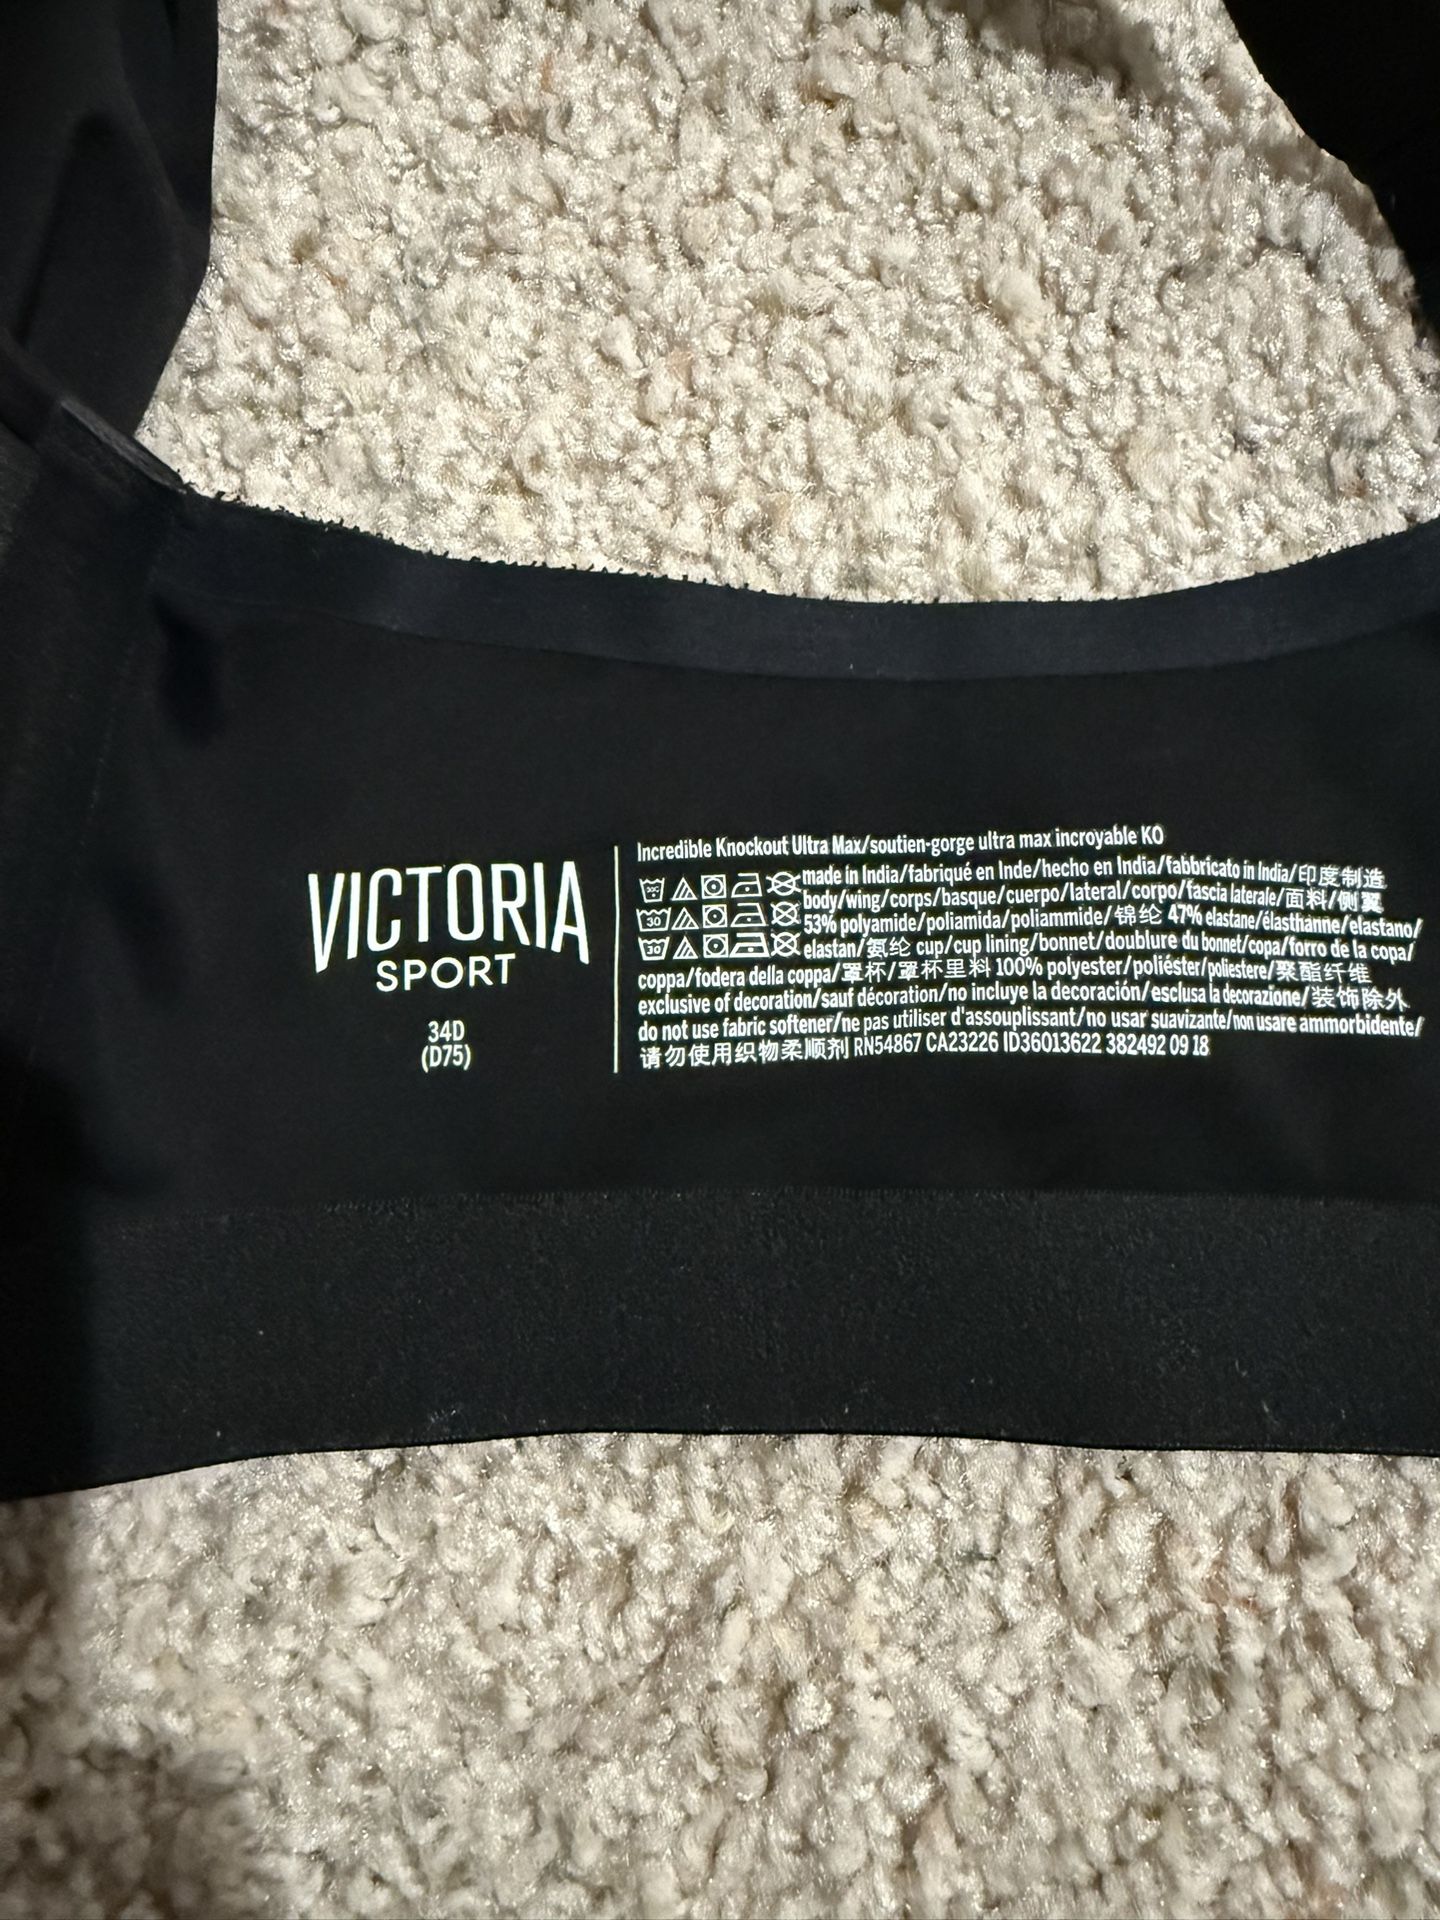 VICTORIA
SPORT
34D
(D75)
Incredible Knockout Ultra Max/soutien-gorge ultra max incroyable KO
made in India/fabriqué en Inde/hecho en India/fabbricato in India/印度制造
body/wing/corps/basque/cuerpo/lateral/corpo/fascia laterale/面料/侧翼
53% polyamide/poliamida/poliammide/锦纶 47% elastane/élasthanne/elastano/
elastan/氨纶 cup/cup lining/bonnet/doublure du bonnet/copa/forro de la copa/
coppa/fodera della coppa/罩杯/罩杯里料 100% polyester/poliéster/poliestere/聚酯纤维
exclusive of decoration/sauf décoration/no incluye la decoración/esclusa la decorazione/装饰除外
do not use fabric softener/ne pas utiliser d'assouplissant/no usar suavizante/non usare ammorbidente/
请勿使用织物柔顺剂 RN54867 CA23226 ID36013622 382492 09 18